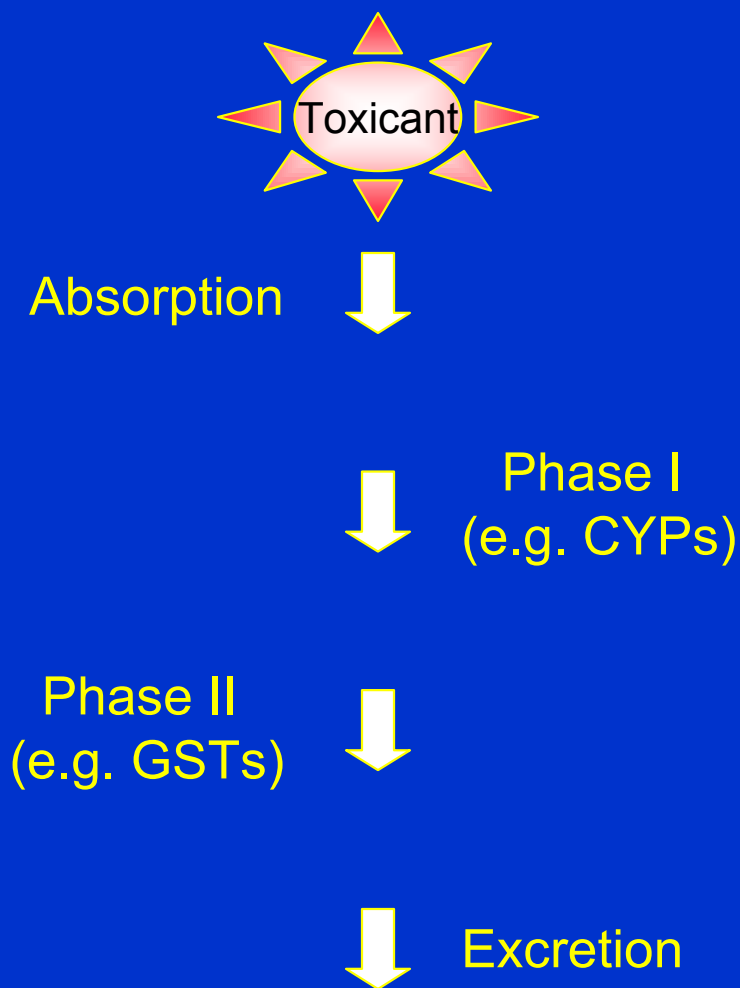 Toxicant
Absorption
Phase I
(e.g. CYPs)
Phase II
(e.g. GSTs)
Excretion